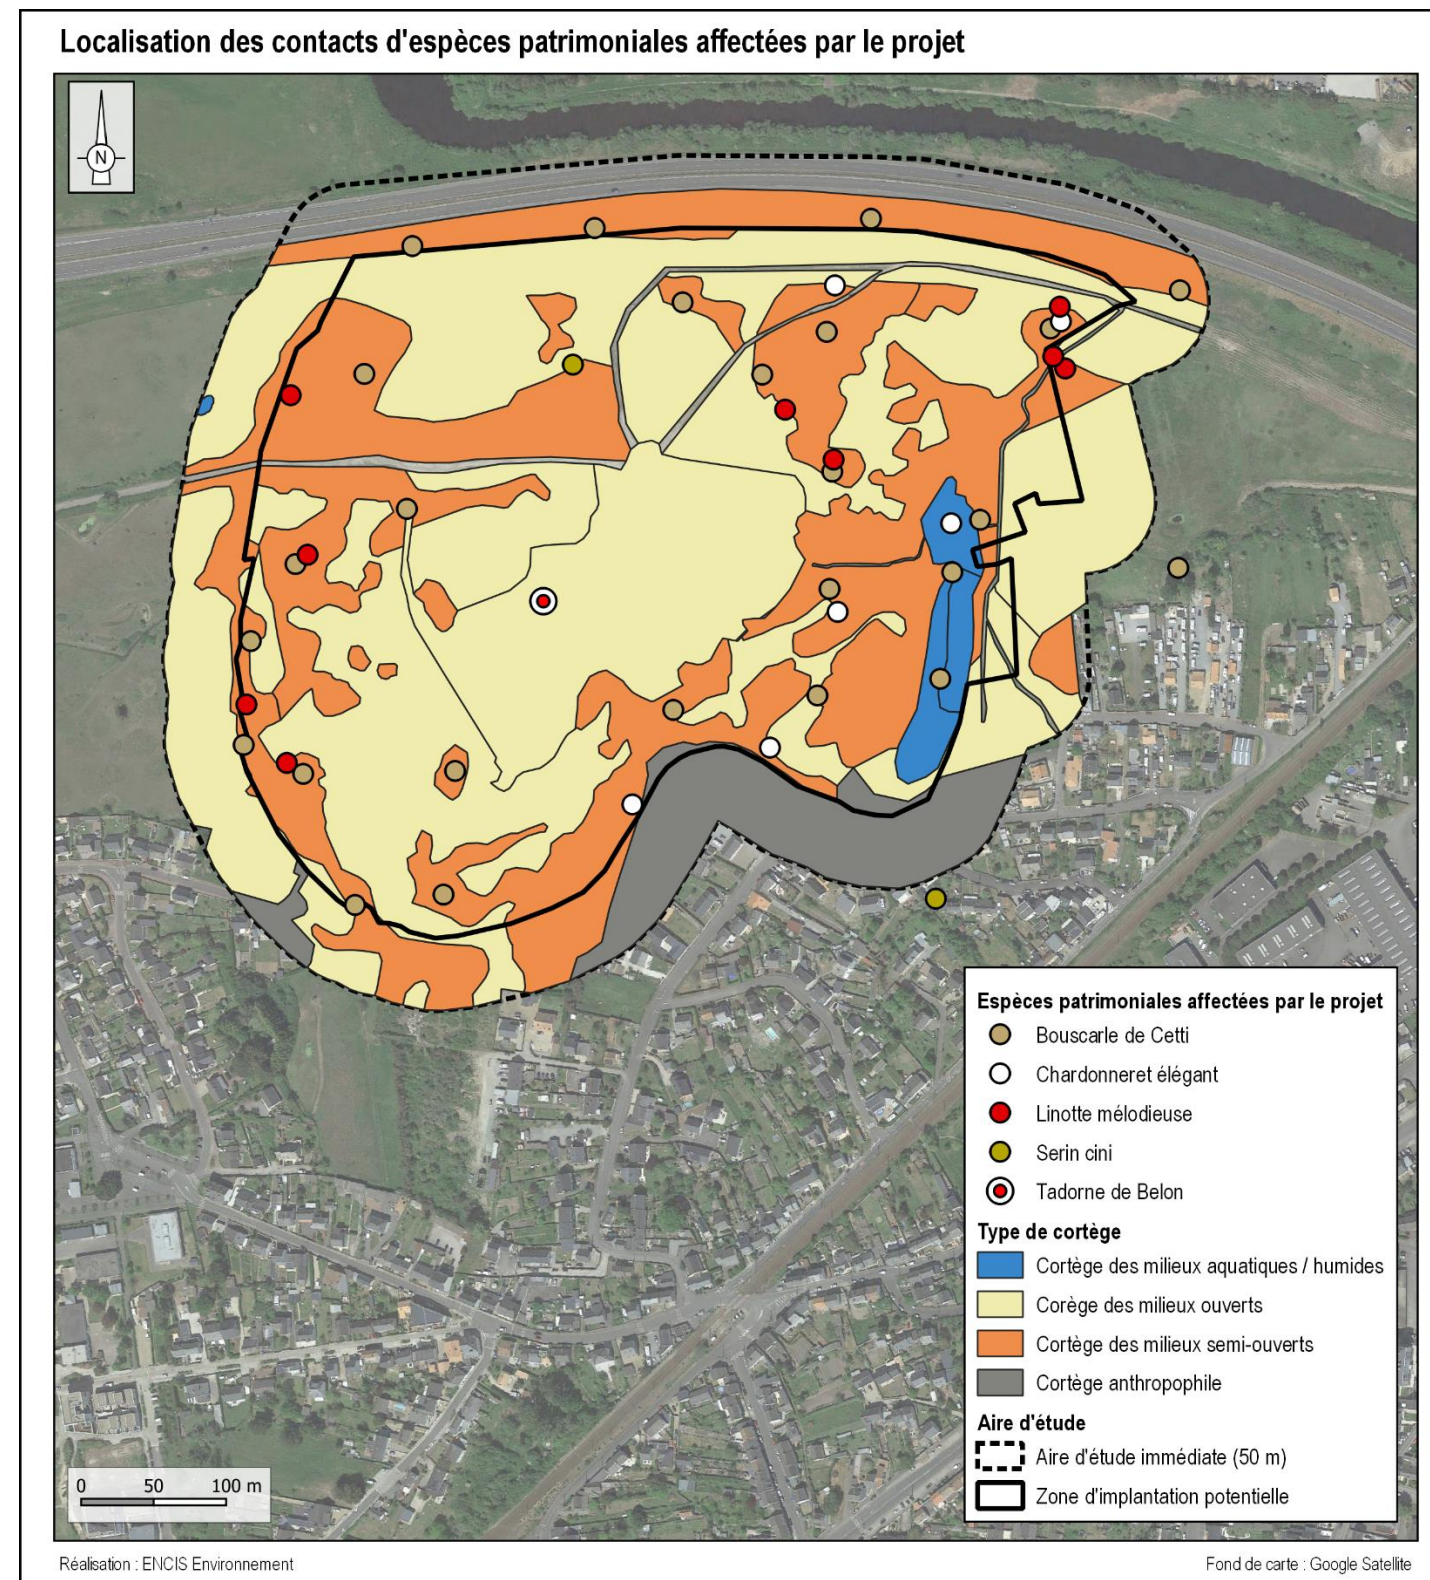 Localisation des contacts d'espèces patrimoniales affectées par le projet
N
Espèces patrimoniales affectées par le projet
Bouscarle de Cetti
Chardonneret élégant
Linotte mélodieuse
Serin cini
Tadorne de Belon
Type de cortège
Cortège des milieux aquatiques / humides
Corège des milieux ouverts
Cortège des milieux semi-ouverts
Cortège anthropophile
Aire d'étude
Aire d'étude immédiate (50 m)
Zone d'implantation potentielle
0 50 100 m
Réalisation : ENCIS Environnement
Fond de carte : Google Satellite